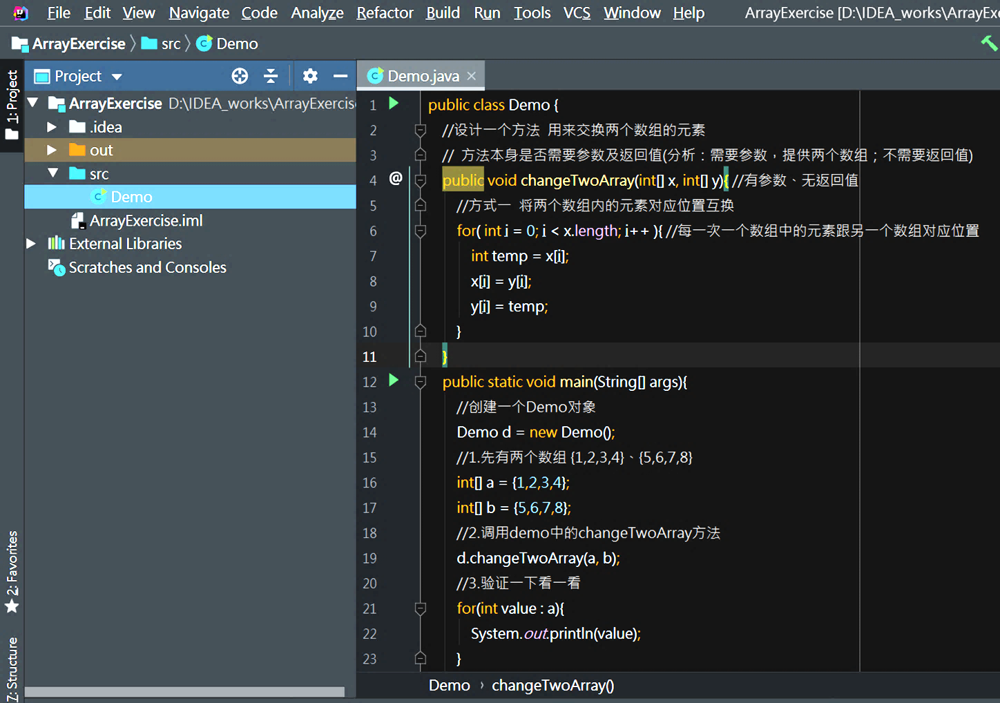 File Edit View Navigate Code Analyze Refactor Build Run Tools VCS Window Help ArrayExercise [D:\IDEA_works\ArrayExe
ArrayExercise src Demo
Project
Demo.java
1: Project
ArrayExercise D:\IDEA_works\ArrayExercis
.idea
out
src
Demo
ArrayExercise.iml
External Libraries
Scratches and Consoles
2: Favorites
Z: Structure
1 public class Demo {
2 //设计一个方法 用来交换两个数组的元素
3 // 方法本身是否需要参数及返回值(分析：需要参数，提供两个数组；不需要返回值)
4 @ public void changeTwoArray(int[] x, int[] y){ //有参数、无返回值
5 //方式一 将两个数组内的元素对应位置互换
6 for( int i = 0; i < x.length; i++ ){ //每一次一个数组中的元素跟另一个数组对应位置
7 int temp = x[i];
8 x[i] = y[i];
9 y[i] = temp;
10 }
11 }
12 public static void main(String[] args){
13 //创建一个Demo对象
14 Demo d = new Demo();
15 //1.先有两个数组 {1,2,3,4}、{5,6,7,8}
16 int[] a = {1,2,3,4};
17 int[] b = {5,6,7,8};
18 //2.调用demo中的changeTwoArray方法
19 d.changeTwoArray(a, b);
20 //3.验证一下看一看
21 for(int value : a){
22 System.out.println(value);
23 }
Demo › changeTwoArray()